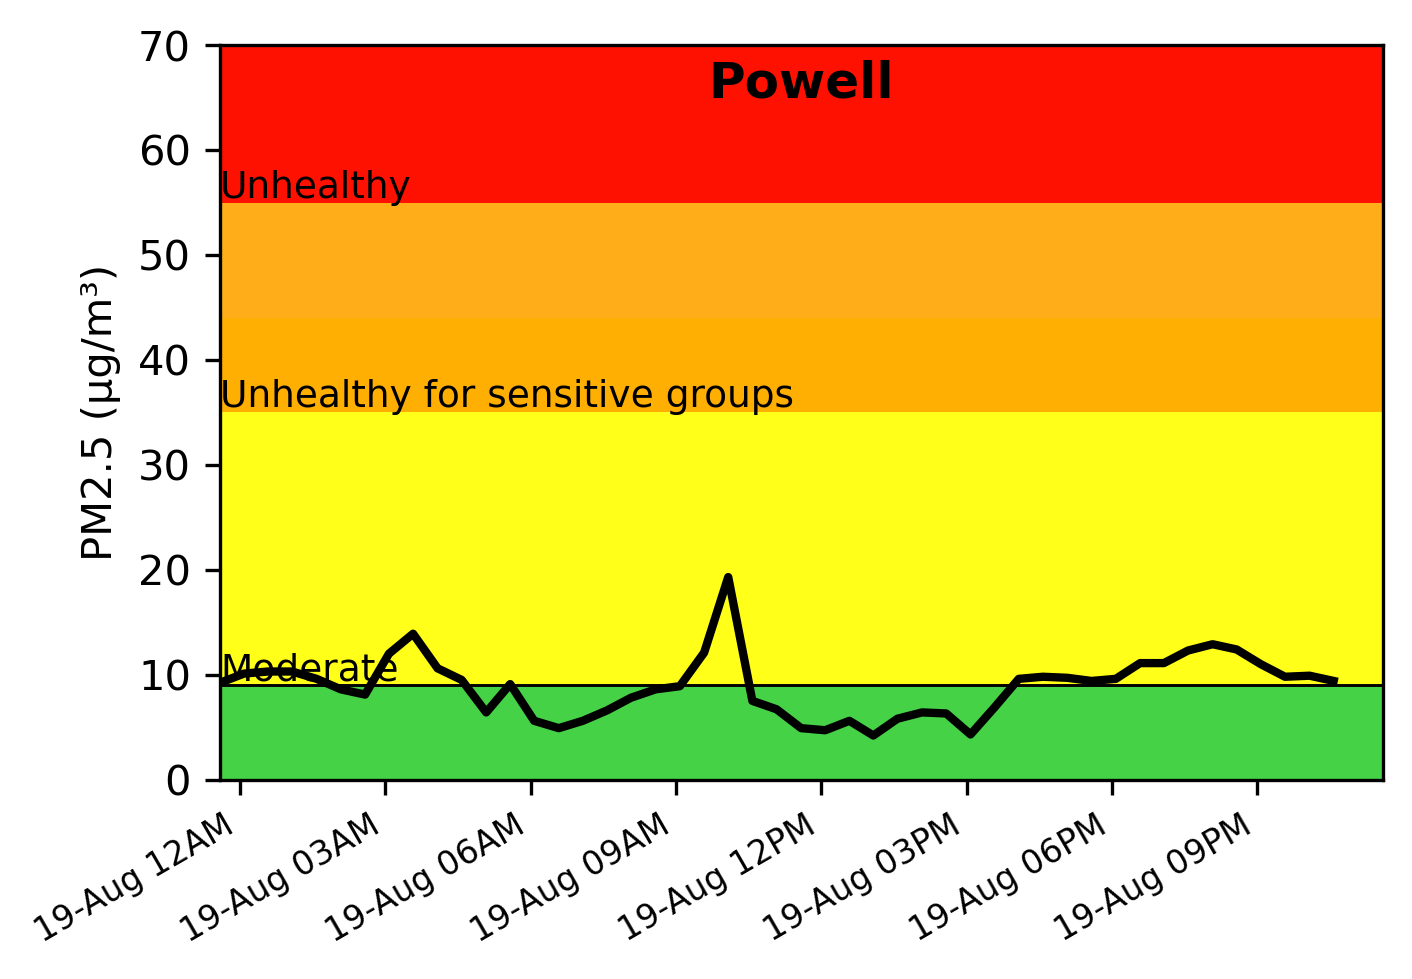 Powell
PM2.5 (µg/m³)
70
60
50
40
30
20
10
0
Unhealthy
Unhealthy for sensitive groups
Moderate
19-Aug 12AM
19-Aug 03AM
19-Aug 06AM
19-Aug 09AM
19-Aug 12PM
19-Aug 03PM
19-Aug 06PM
19-Aug 09PM